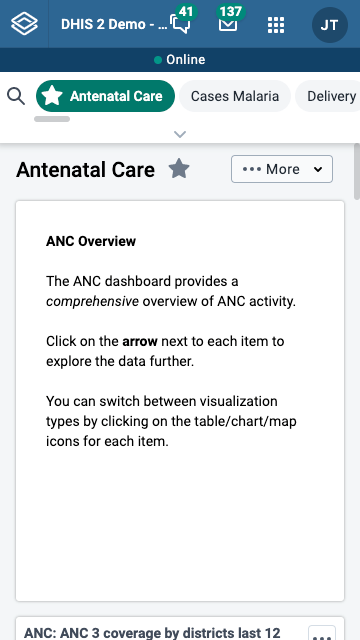 DHIS 2 Demo - ...
41
137
JT
Online
Antenatal Care
Cases Malaria
Delivery
Antenatal Care
More
ANC Overview
The ANC dashboard provides a
comprehensive overview of ANC activity.
Click on the arrow next to each item to
explore the data further.
You can switch between visualization
types by clicking on the table/chart/map
icons for each item.
ANC: ANC 3 coverage by districts last 12